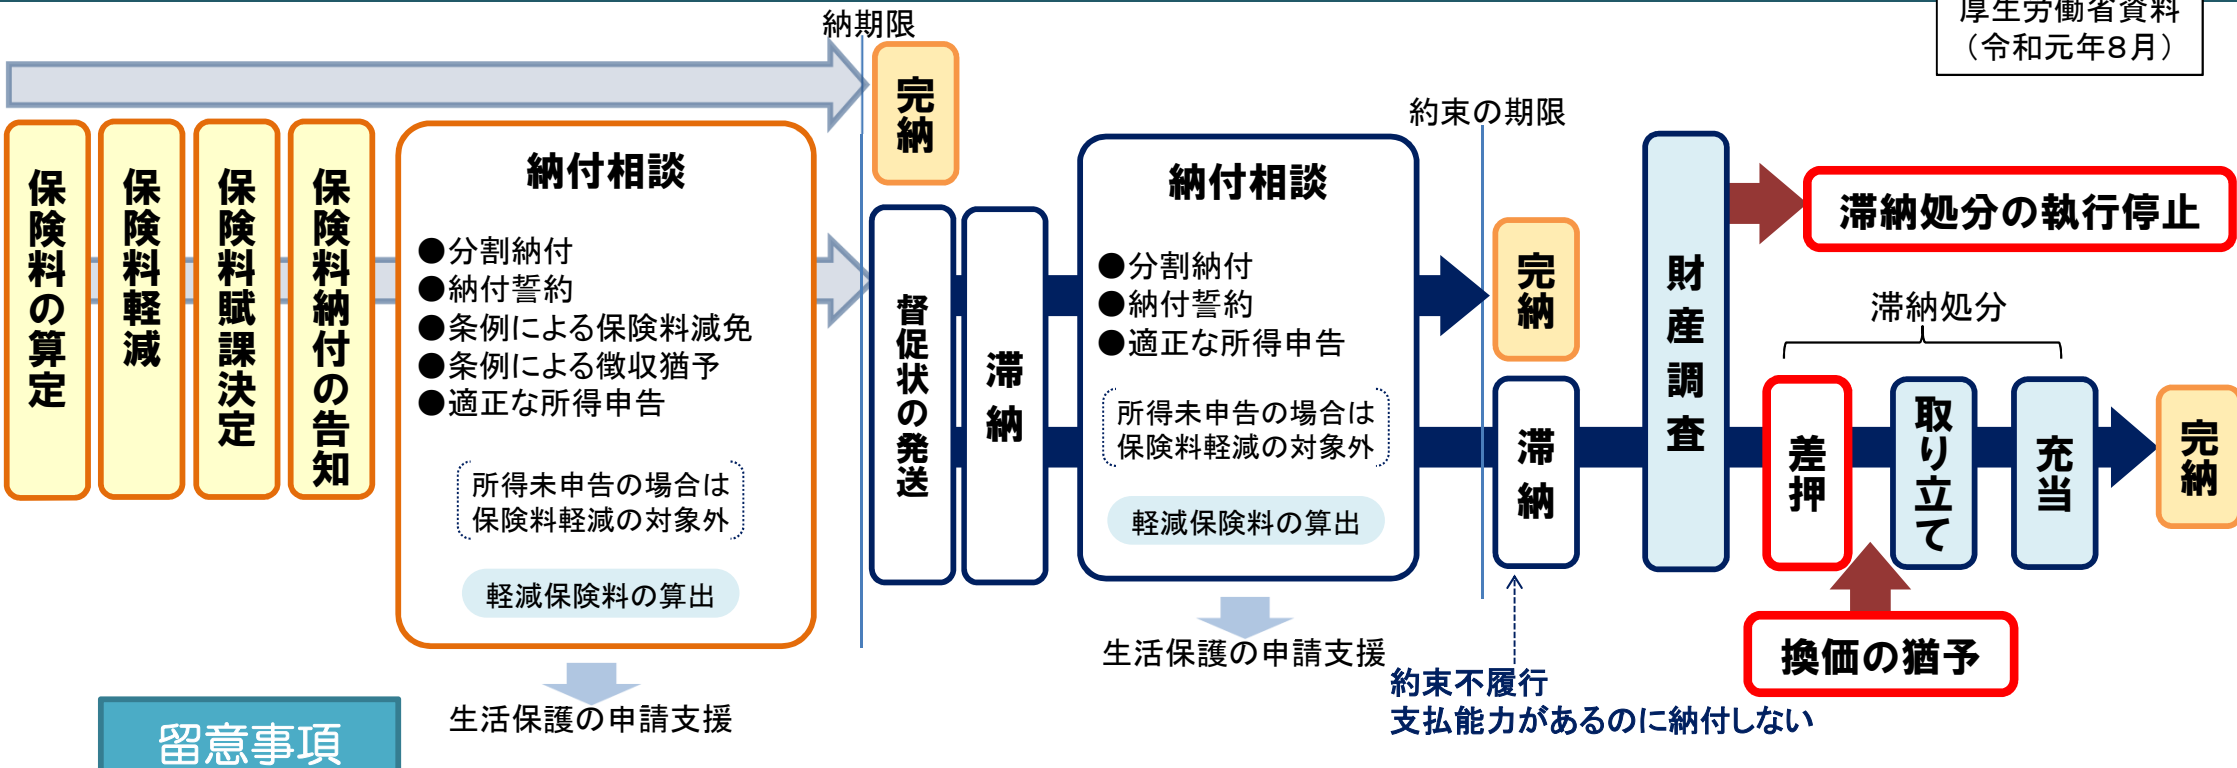 厚生労働省資料
（令和元年8月）
納期限
完納
保険料の算定
保険料軽減
保険料賦課決定
保険料納付の告知
納付相談
●分割納付
●納付誓約
●条例による保険料減免
●条例による徴収猶予
●適正な所得申告
所得未申告の場合は
保険料軽減の対象外
軽減保険料の算出
生活保護の申請支援
督促状の発送
滞納
納付相談
●分割納付
●納付誓約
●適正な所得申告
所得未申告の場合は
保険料軽減の対象外
軽減保険料の算出
生活保護の申請支援
約束の期限
完納
滞納
約束不履行
支払能力があるのに納付しない
財産調査
滞納処分の執行停止
滞納処分
差押
取り立て
充当
完納
換価の猶予
留意事項